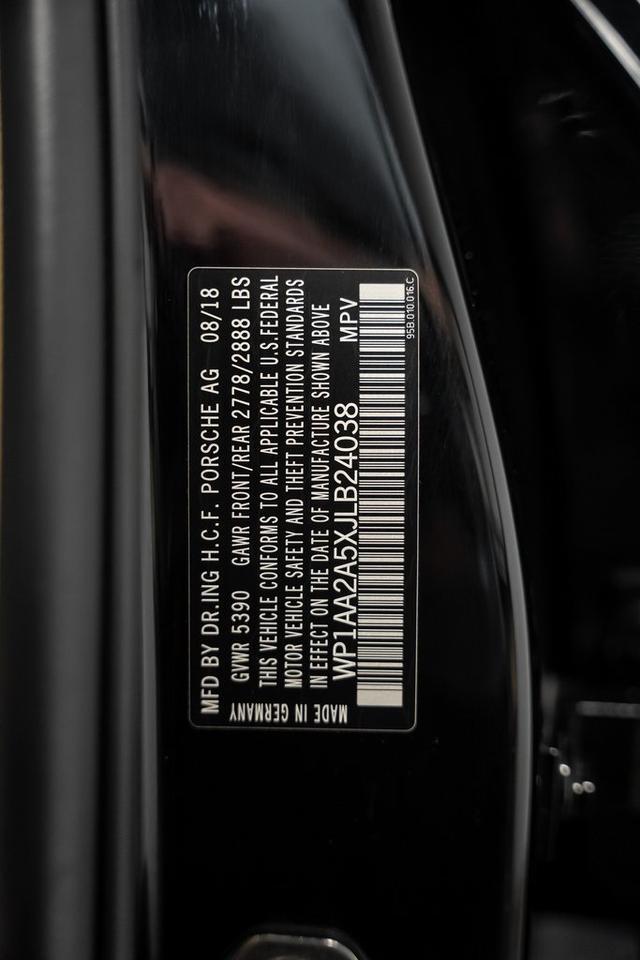 MFD BY DR.ING H.C.F. PORSCHE AG 08/18
GVWR 5390 GAWR FRONT/REAR 2778/2888 LBS
THIS VEHICLE CONFORMS TO ALL APPLICABLE U.S.FEDERAL
MOTOR VEHICLE SAFETY AND THEFT PREVENTION STANDARDS
IN EFFECT ON THE DATE OF MANUFACTURE SHOWN ABOVE
WP1AA2A5XJLB24038 MPV
MADE IN GERMANY
95B.010.016.C